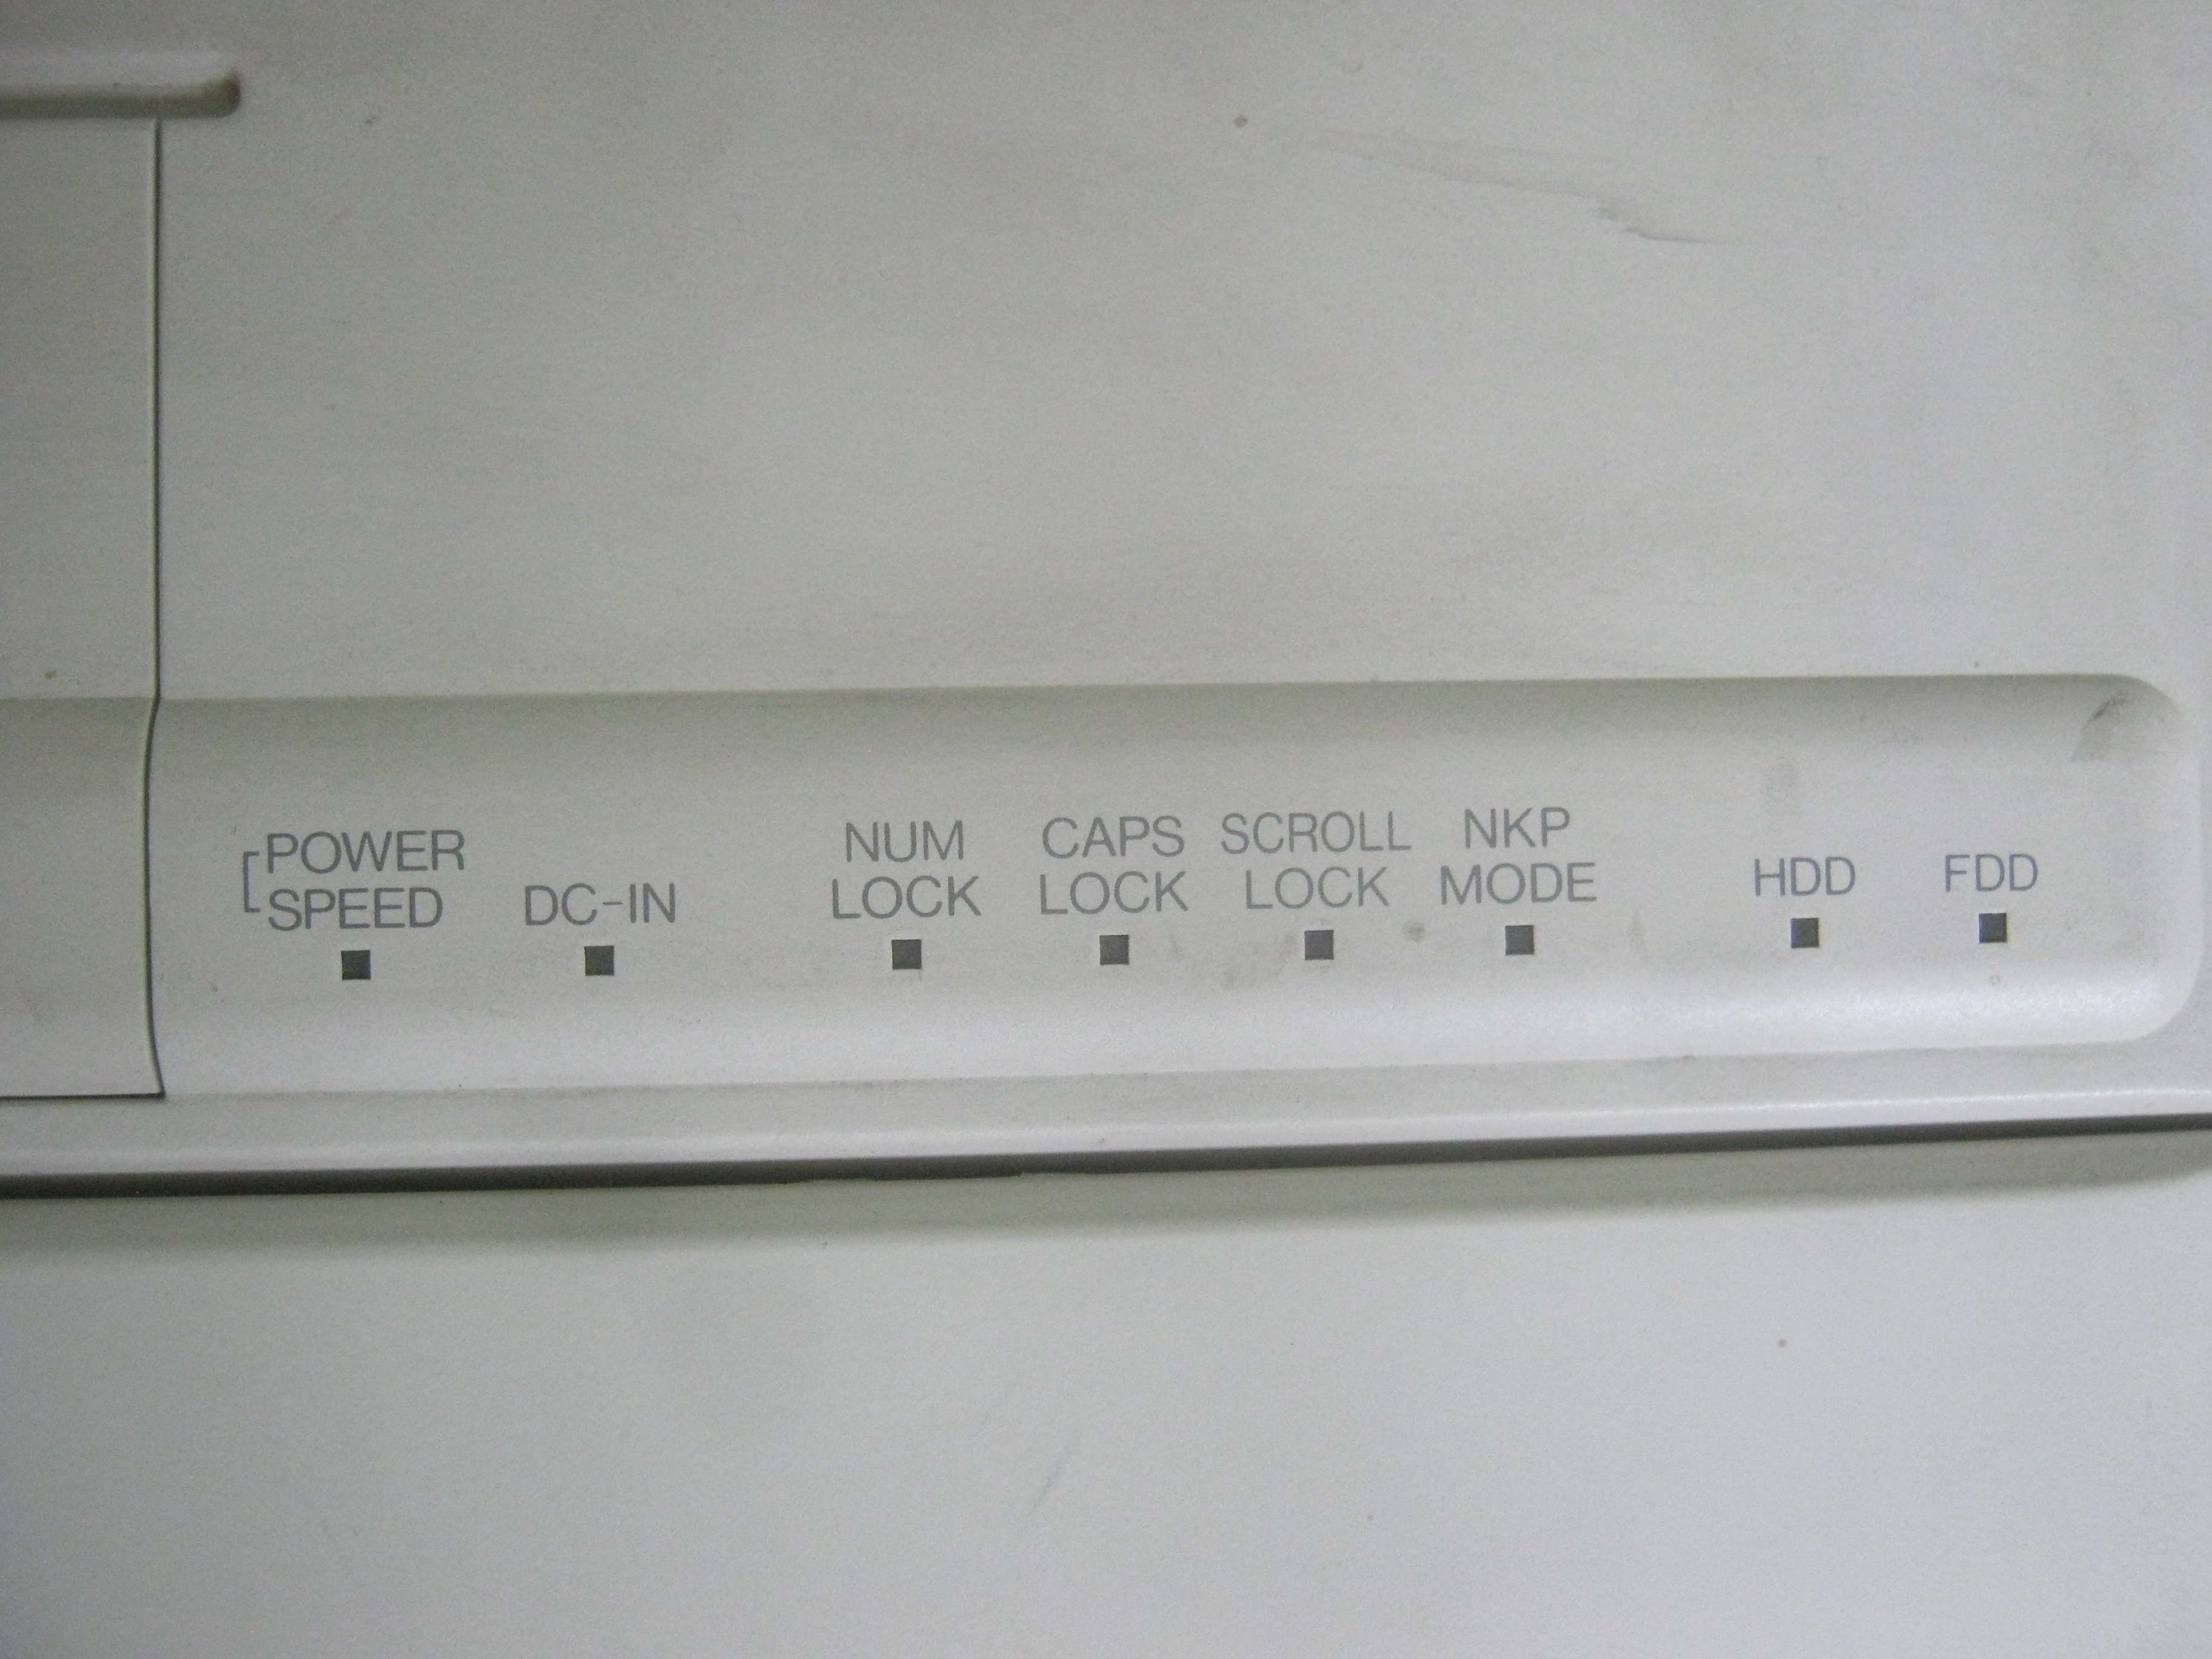 POWER
SPEED
DC-IN
NUM
LOCK
CAPS
LOCK
SCROLL
LOCK
NKP
MODE
HDD
FDD